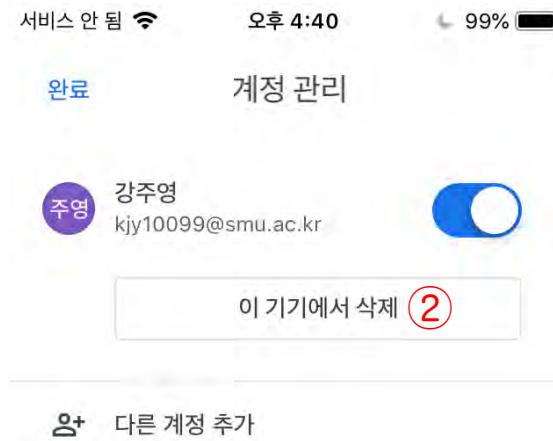 서비스 안 됨 오후 4:40 99%
완료 계정 관리
주영 강주영
kjy10099@smu.ac.kr
이 기기에서 삭제 ②
다른 계정 추가